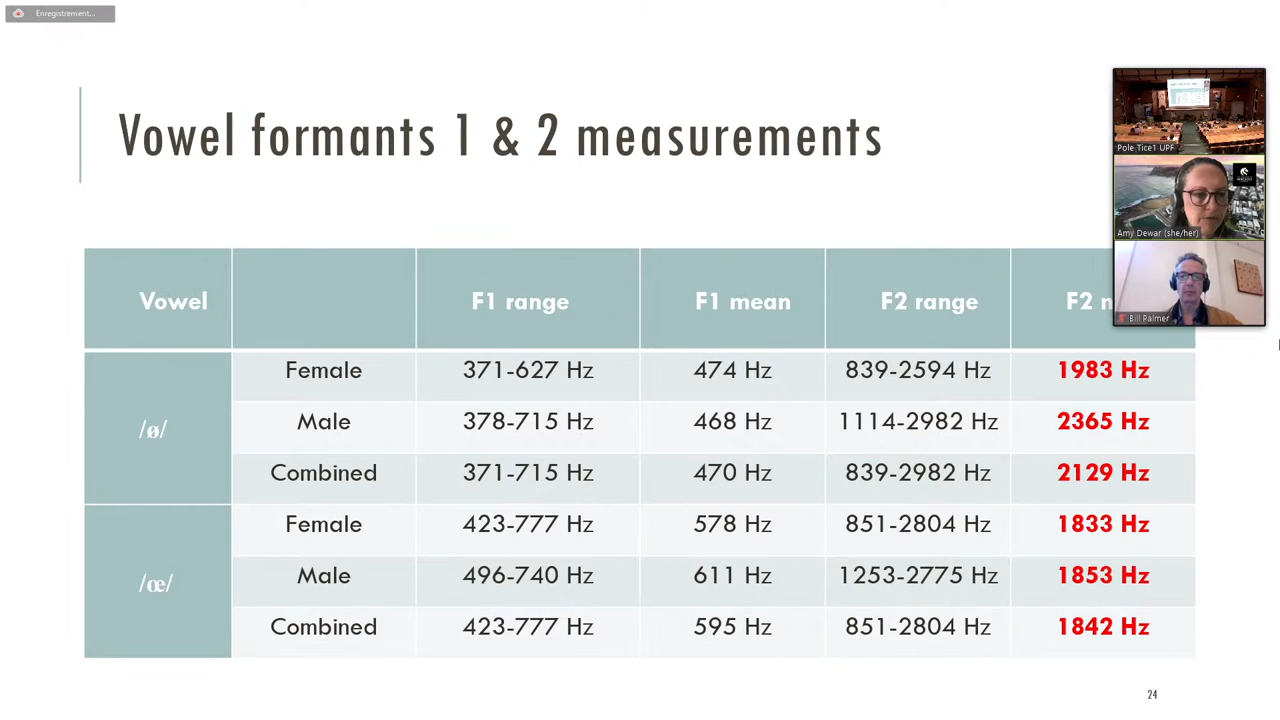 Enregistrement...
Vowel formants 1 & 2 measurements
Pole Tice1 UPF
Amy Dewar (she/her)
Bill Palmer
Vowel F1 range F1 mean F2 range F2
/ø/
Female 371-627 Hz 474 Hz 839-2594 Hz 1983 Hz
Male 378-715 Hz 468 Hz 1114-2982 Hz 2365 Hz
Combined 371-715 Hz 470 Hz 839-2982 Hz 2129 Hz
/œ/
Female 423-777 Hz 578 Hz 851-2804 Hz 1833 Hz
Male 496-740 Hz 611 Hz 1253-2775 Hz 1853 Hz
Combined 423-777 Hz 595 Hz 851-2804 Hz 1842 Hz
24